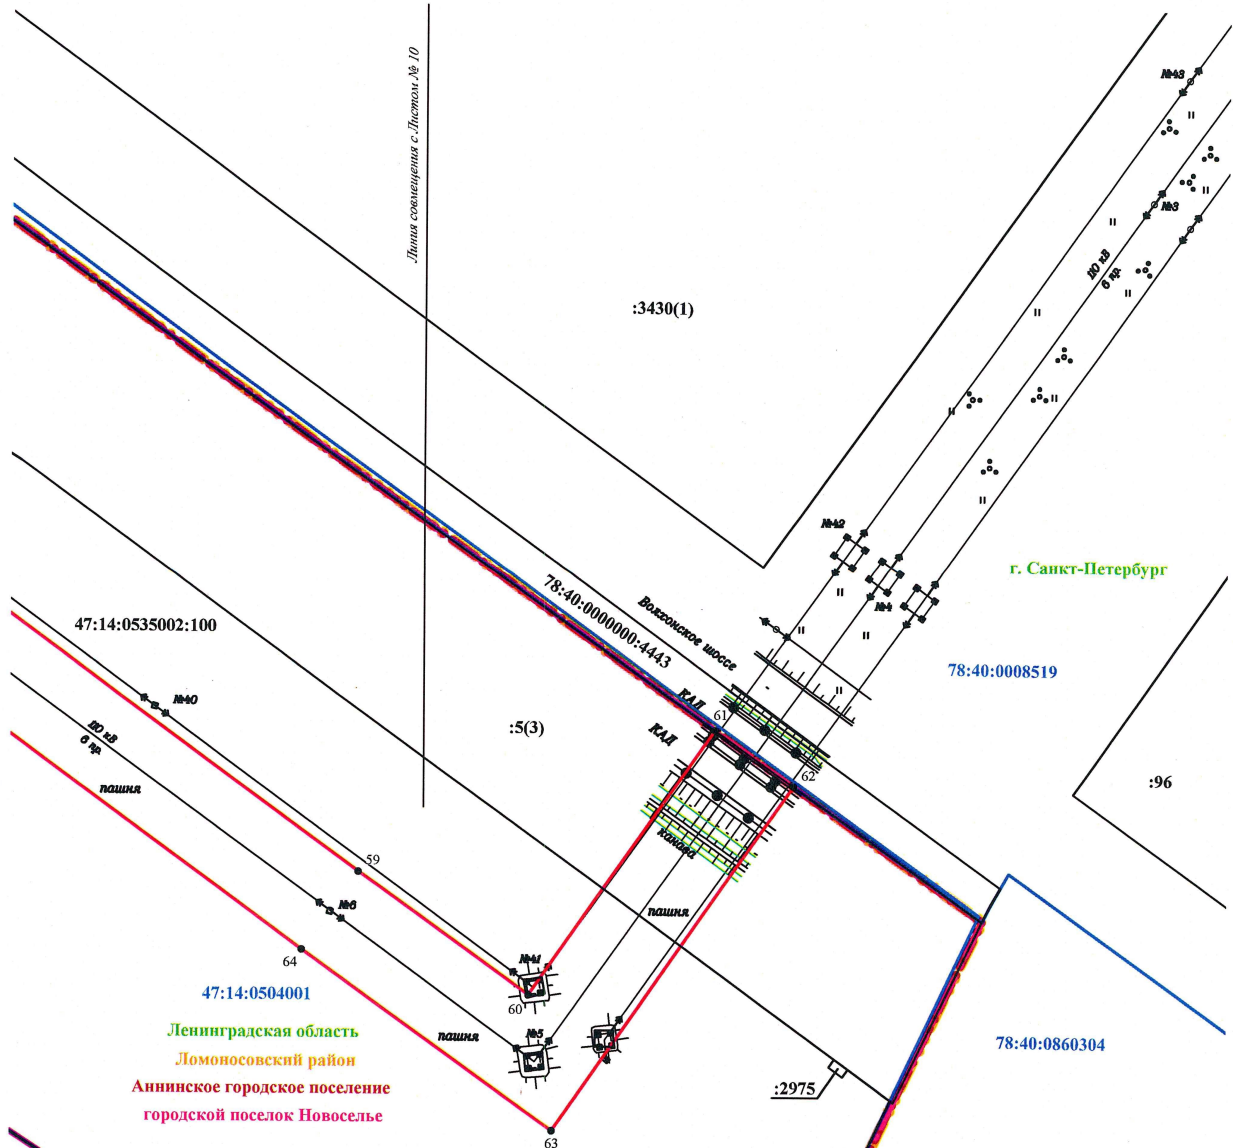 Линия совмещения с Листом № 10
№43
№3
110 кВ
6 пр.
:3430(1)
№42
№4
г. Санкт-Петербург
78:40:0000000:4443
Волхонское шоссе
47:14:0535002:100
78:40:0008519
№40
КАД
61
КАД
:5(3)
110 кВ
6 пр.
62
:96
пашня
канава
59
№6
пашня
64
№41
47:14:0504001
60
Ленинградская область
№5
пашня
78:40:0860304
Ломоносовский район
Аннинское городское поселение
:2975
городской поселок Новоселье
63